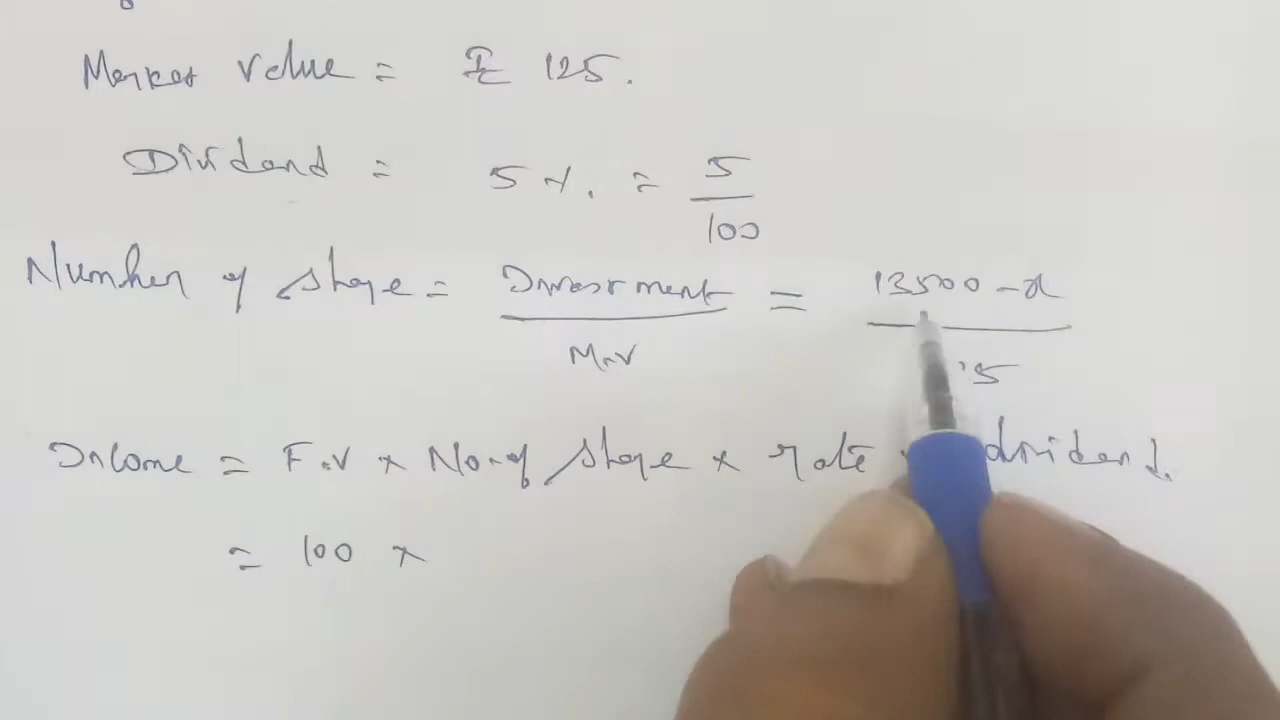 Market value = ₹ 125.
Dividend = 5 %. = 5/100
Number of share = Investment/M.V = 13500 - x/
Income = F.V x No. of share x rate dividend.
= 100 x